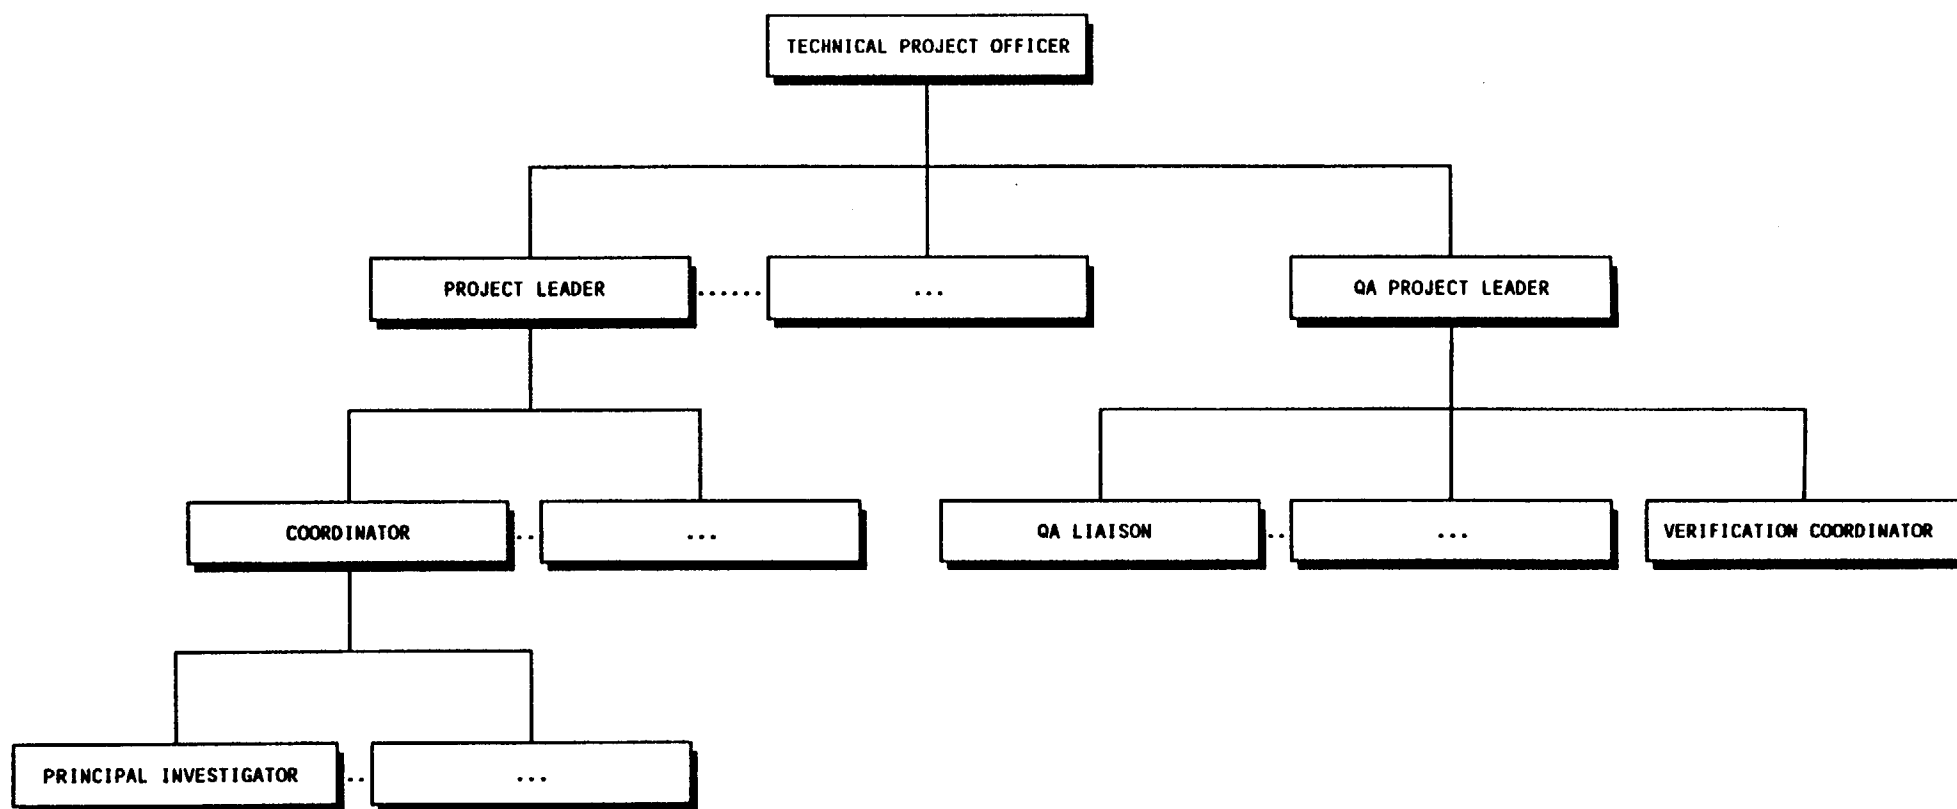 TECHNICAL PROJECT OFFICER
PROJECT LEADER ...... ... QA PROJECT LEADER
COORDINATOR .. ... QA LIAISON .. ... VERIFICATION COORDINATOR
PRINCIPAL INVESTIGATOR .. ...